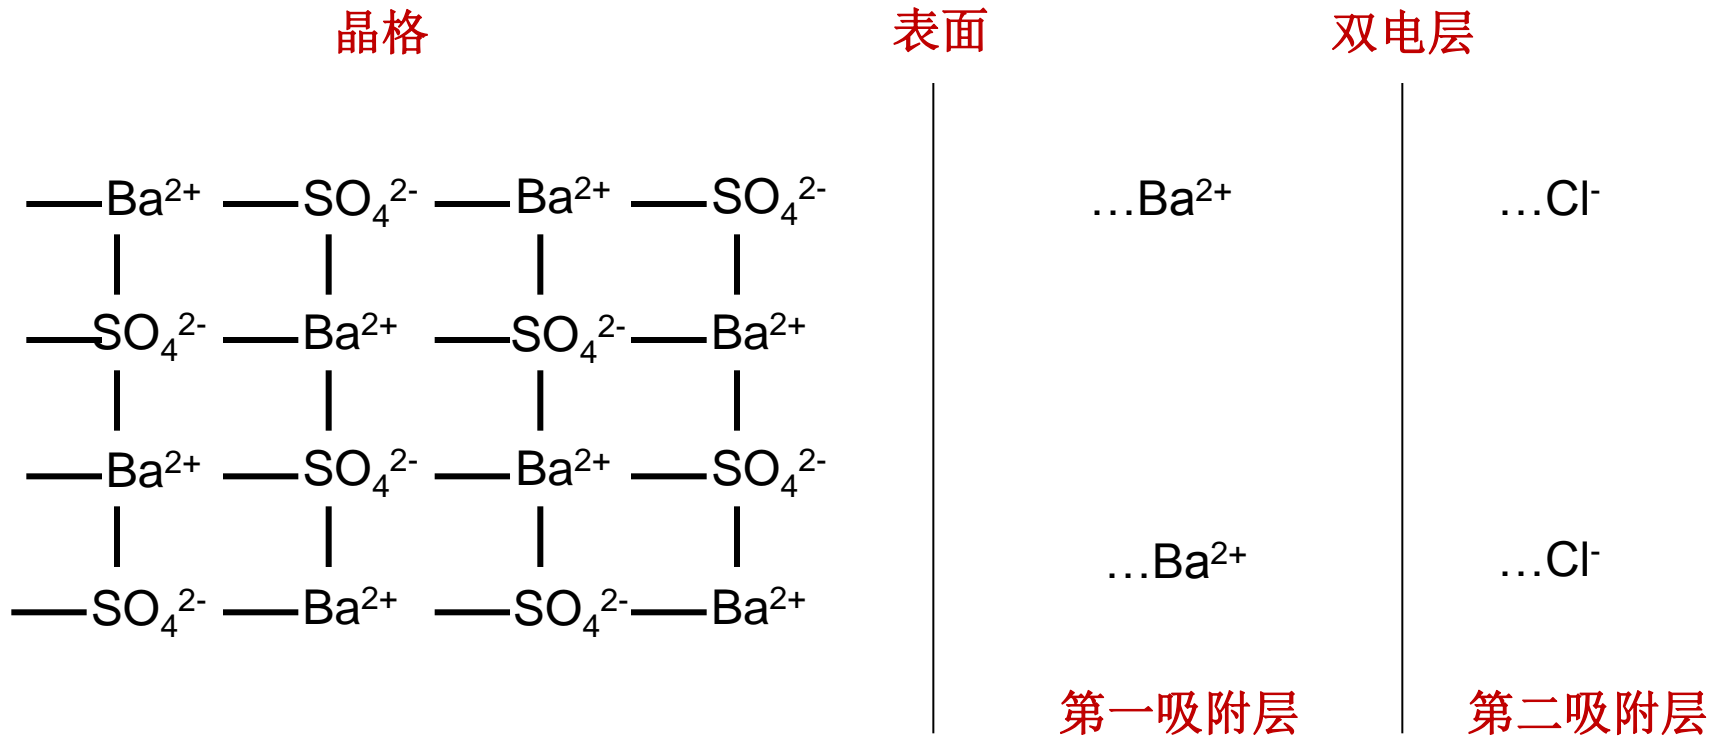 晶格 表面 双电层
Ba²⁺ SO₄²⁻ Ba²⁺ SO₄²⁻ …Ba²⁺ …Cl⁻
SO₄²⁻ Ba²⁺ SO₄²⁻ Ba²⁺
Ba²⁺ SO₄²⁻ Ba²⁺ SO₄²⁻
SO₄²⁻ Ba²⁺ SO₄²⁻ Ba²⁺ …Ba²⁺ …Cl⁻
第一吸附层 第二吸附层